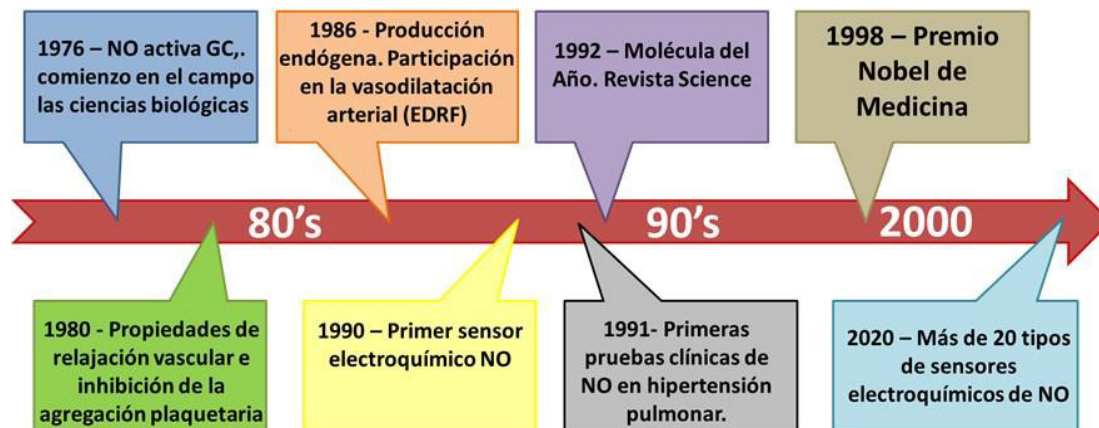 1976 – NO activa GC,.
comienzo en el campo
las ciencias biológicas
1986 - Producción
endógena. Participación
en la vasodilatación
arterial (EDRF)
1992 – Molécula del
Año. Revista Science
1998 – Premio
Nobel de
Medicina
80’s
90’s
2000
1980 - Propiedades de
relajación vascular e
inhibición de la
agregación plaquetaria
1990 – Primer sensor
electroquímico NO
1991- Primeras
pruebas clínicas de
NO en hipertensión
pulmonar.
2020 – Más de 20 tipos
de sensores
electroquímicos de NO